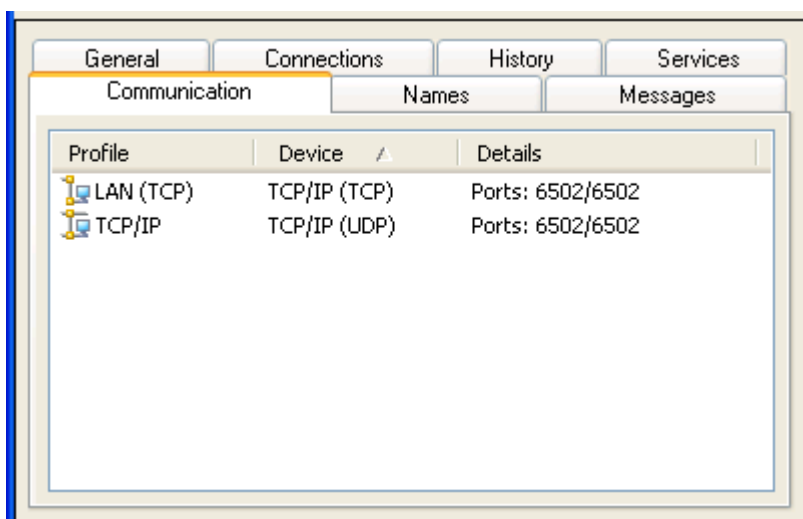 General Connections History Services
Communication Names Messages
Profile Device Details
LAN (TCP) TCP/IP (TCP) Ports: 6502/6502
TCP/IP TCP/IP (UDP) Ports: 6502/6502